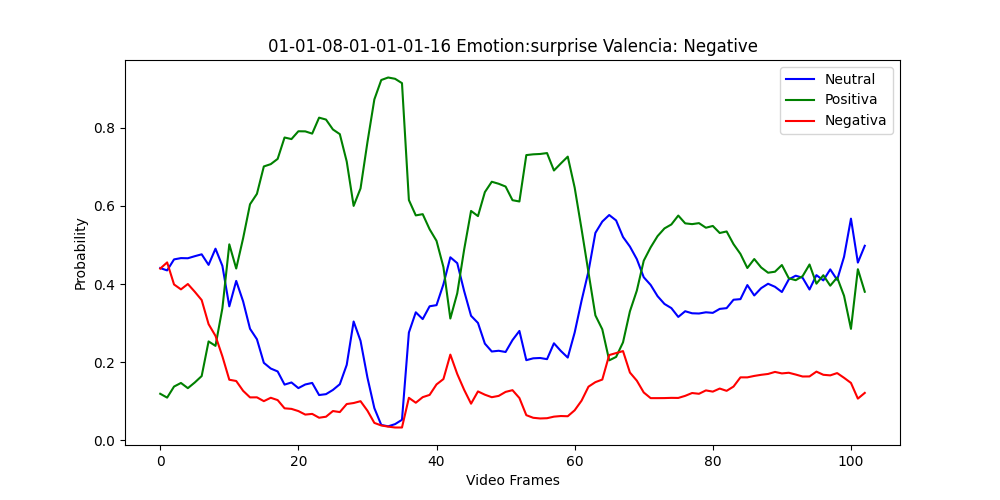 01-01-08-01-01-01-16 Emotion:surprise Valencia: Negative
Neutral
Positiva
Negativa
Probability
0.8
0.6
0.4
0.2
0.0
0 20 40 60 80 100
Video Frames